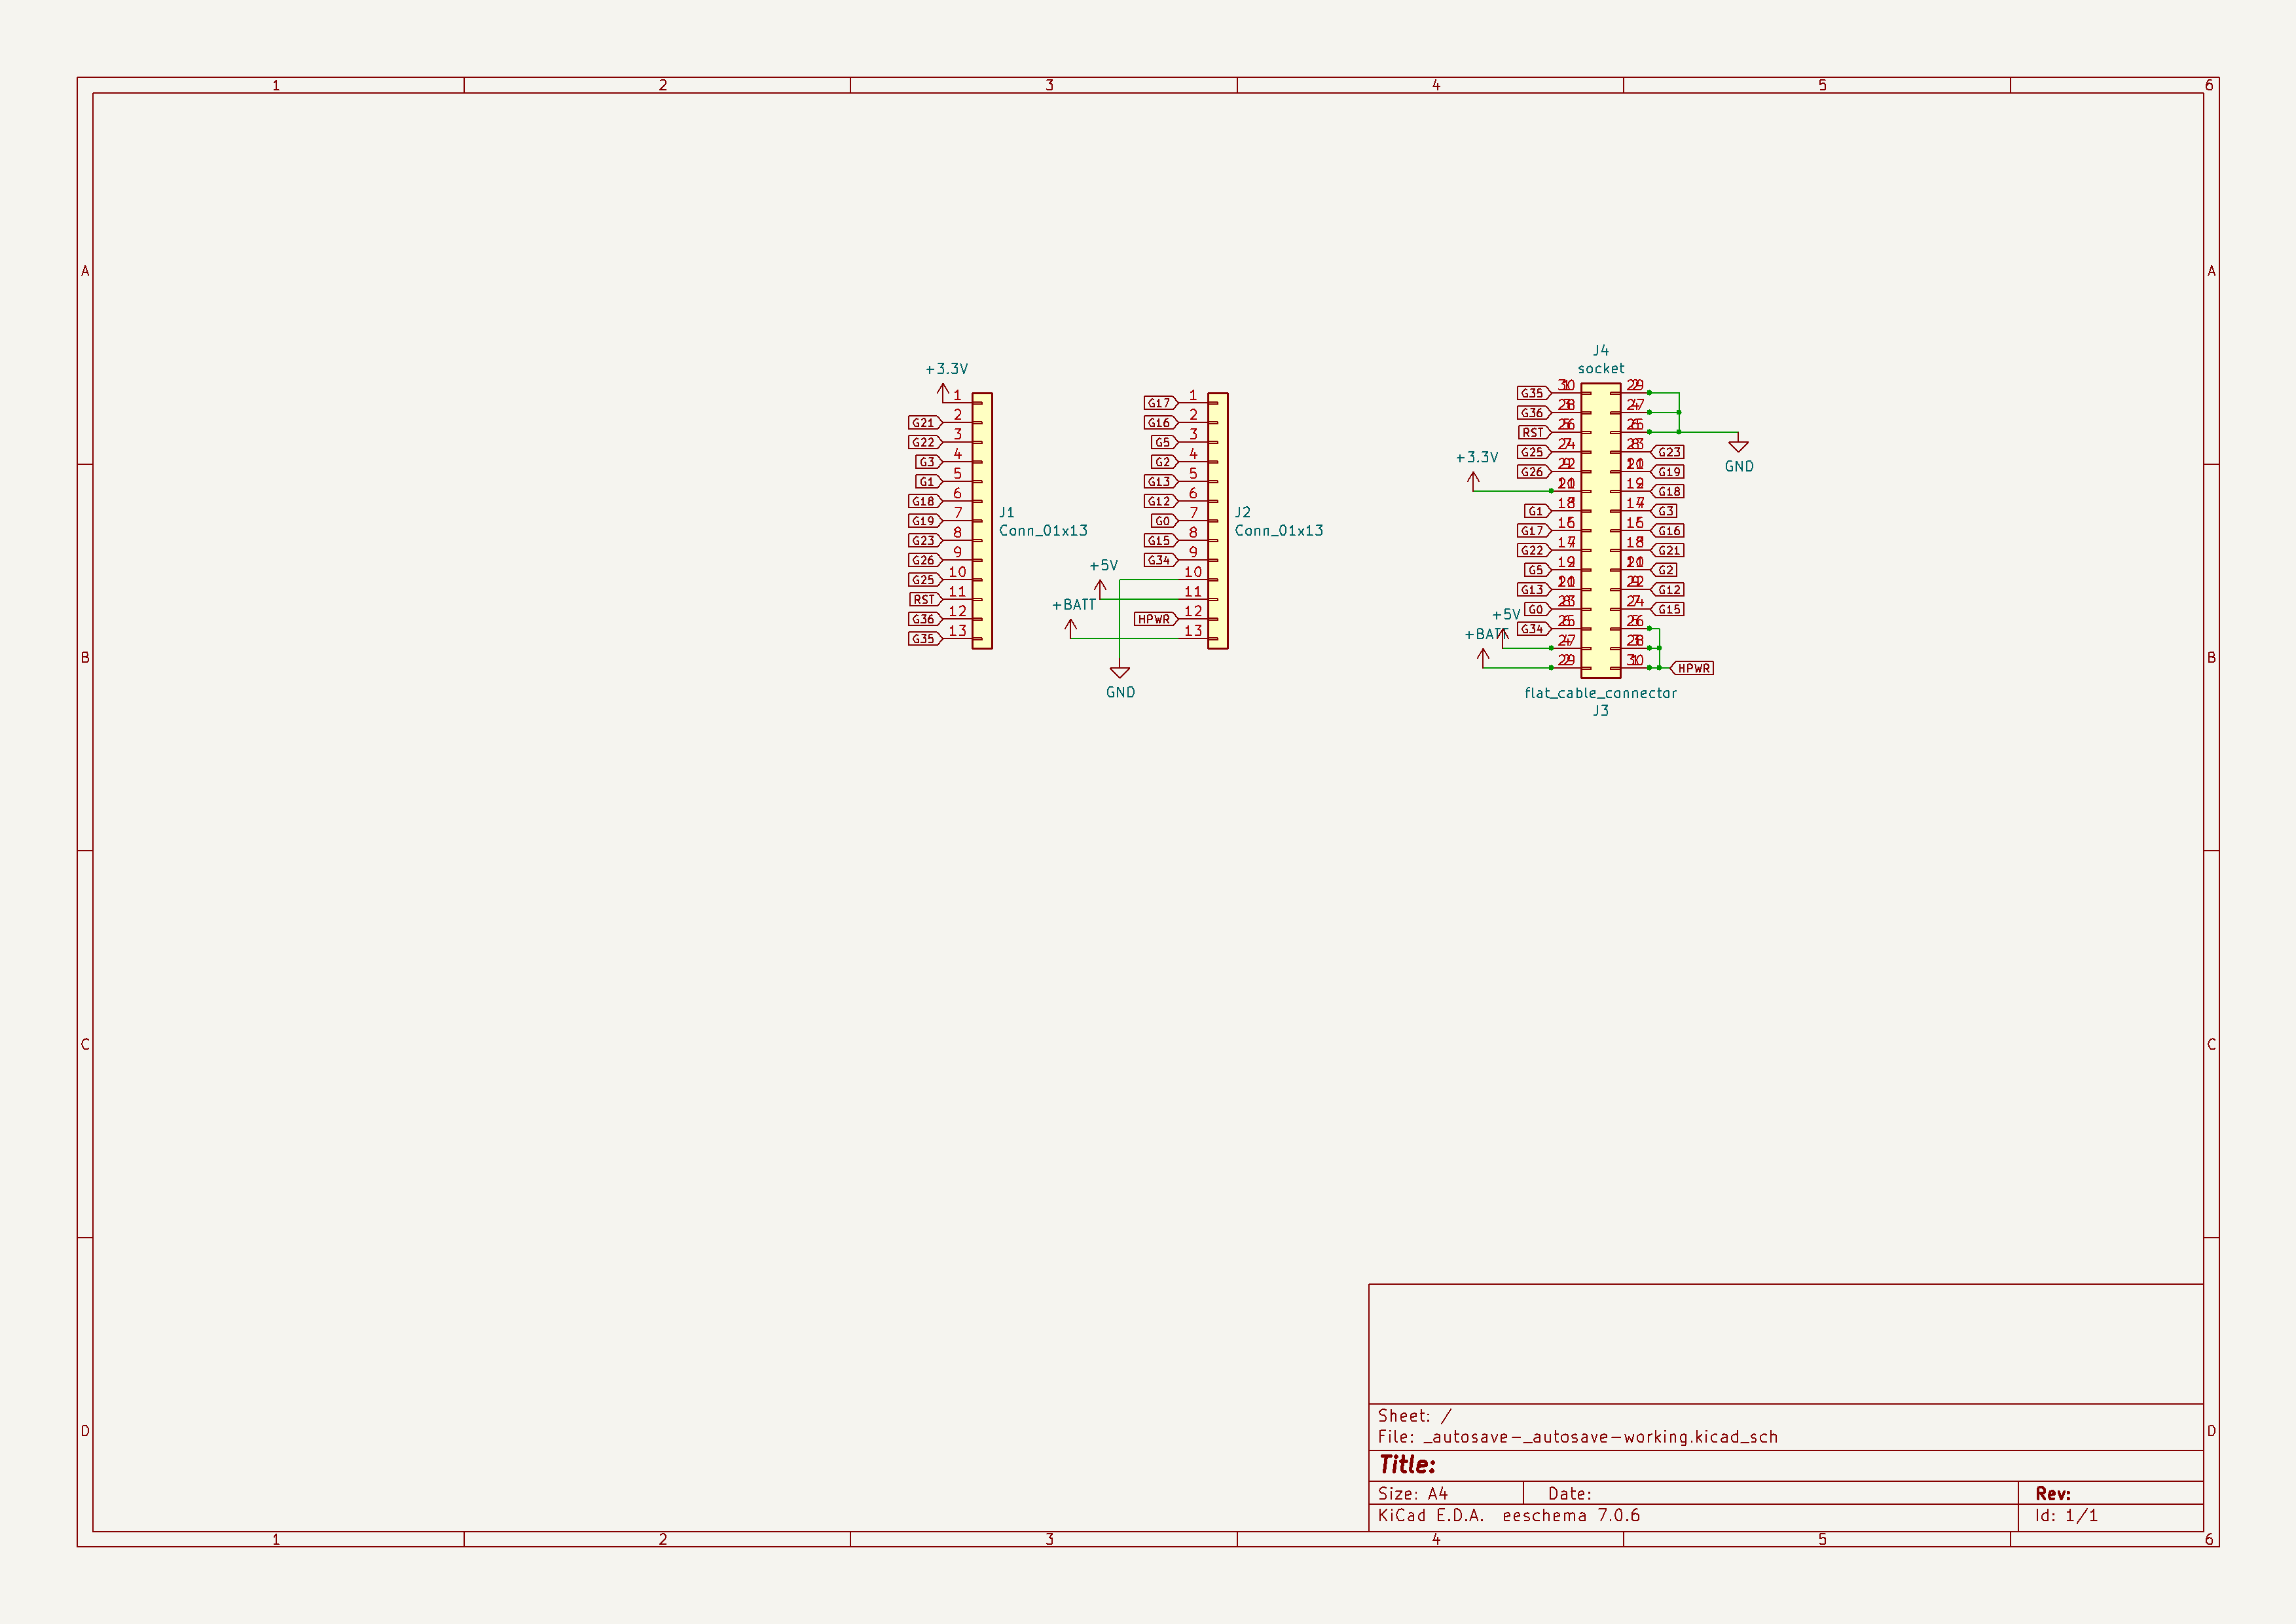 1 2 3 4 5 6
A A
J4
socket
+3.3V
1
G21 2
G22 3
G3 4
G1 5
G18 6
G19 7
G23 8
G26 9
G25 10
RST 11
G36 12
G35 13
J1
Conn_01x13
G17 1
G16 2
G5 3
G2 4
G13 5
G12 6
G0 7
G15 8
G34 9
10
+5V
11
+BATT
HPWR 12
13
J2
Conn_01x13
GND
G35
G36
RST
GND
G25 G23
+3.3V
G26 G19
G18
G1 G3
G17 G16
G22 G21
G5 G2
G13 G12
G0 G15
+5V
G34
+BATT
HPWR
flat_cable_connector
J3
B B
C C
D D
Sheet: /
File: _autosave-_autosave-working.kicad_sch
Title:
Size: A4 Date: Rev:
KiCad E.D.A. eeschema 7.0.6 Id: 1/1
1 2 3 4 5 6